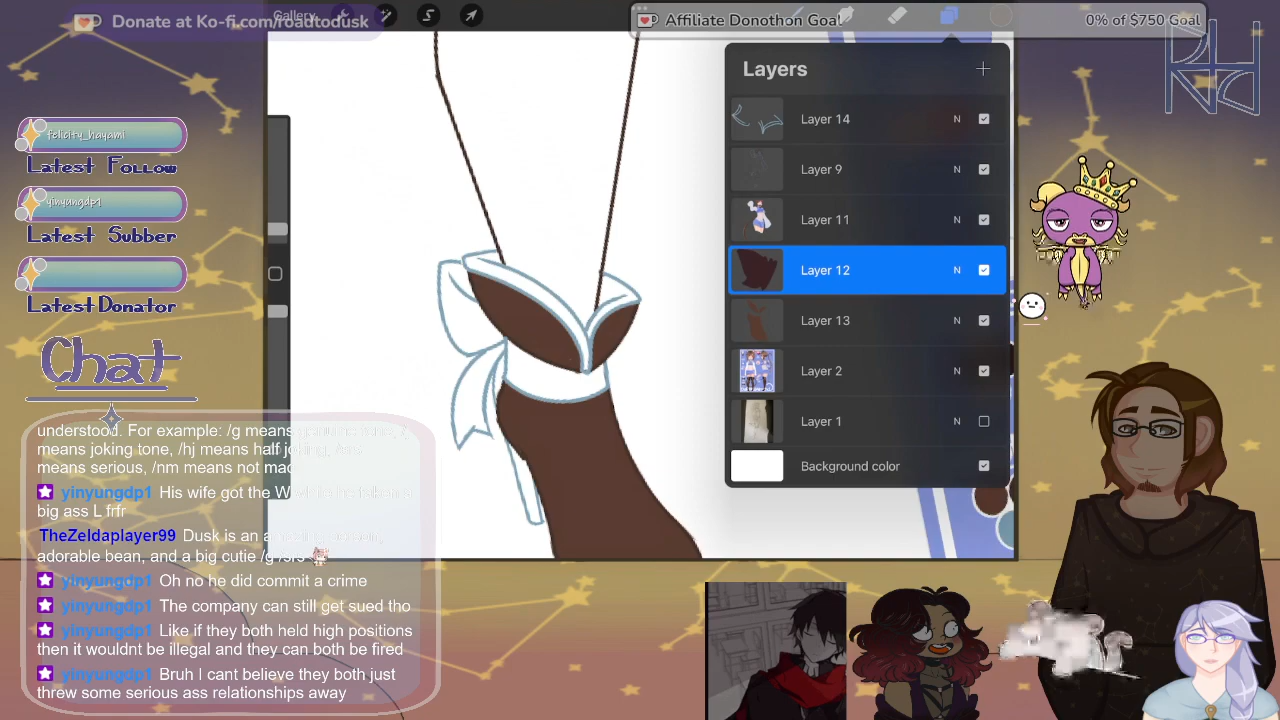 Donate at Ko-fi.com/roadtodusk
Gallery
Affiliate Donothon Goal
0% of $750 Goal
Layers
Layer 14 N
Layer 9 N
Layer 11 N
Layer 12 N
Layer 13 N
Layer 2 N
Layer 1 N
Background color
felicity_hayami
Latest Follow
yinyungdp1
Latest Subber
Latest Donator
Chat
understood. For example: /g means
means joking tone, /hj means half joking,
means serious, /nm means not mad
yinyungdp1 His wife got the
big ass L frfr
TheZeldaplayer99 Dusk is an
adorable bean, and a big cutie /g
yinyungdp1 Oh no he did commit a crime
yinyungdp1 The company can still get sued tho
yinyungdp1 Like if they both held high positions
then it wouldnt be illegal and they can both be fired
yinyungdp1 Bruh I cant believe they both just
threw some serious ass relationships away